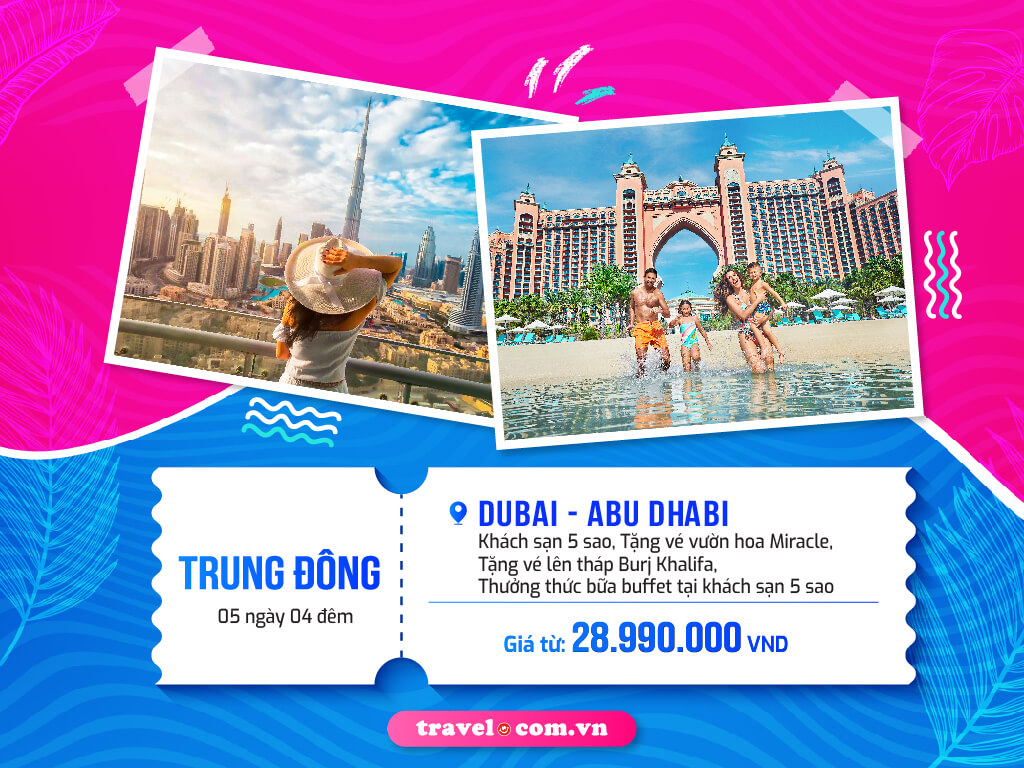 TRUNG ĐÔNG
05 ngày 04 đêm
DUBAI - ABU DHABI
Khách sạn 5 sao, Tặng vé vườn hoa Miracle,
Tặng vé lên tháp Burj Khalifa,
Thưởng thức bữa buffet tại khách sạn 5 sao
Giá từ: 28.990.000 VND
travel.com.vn